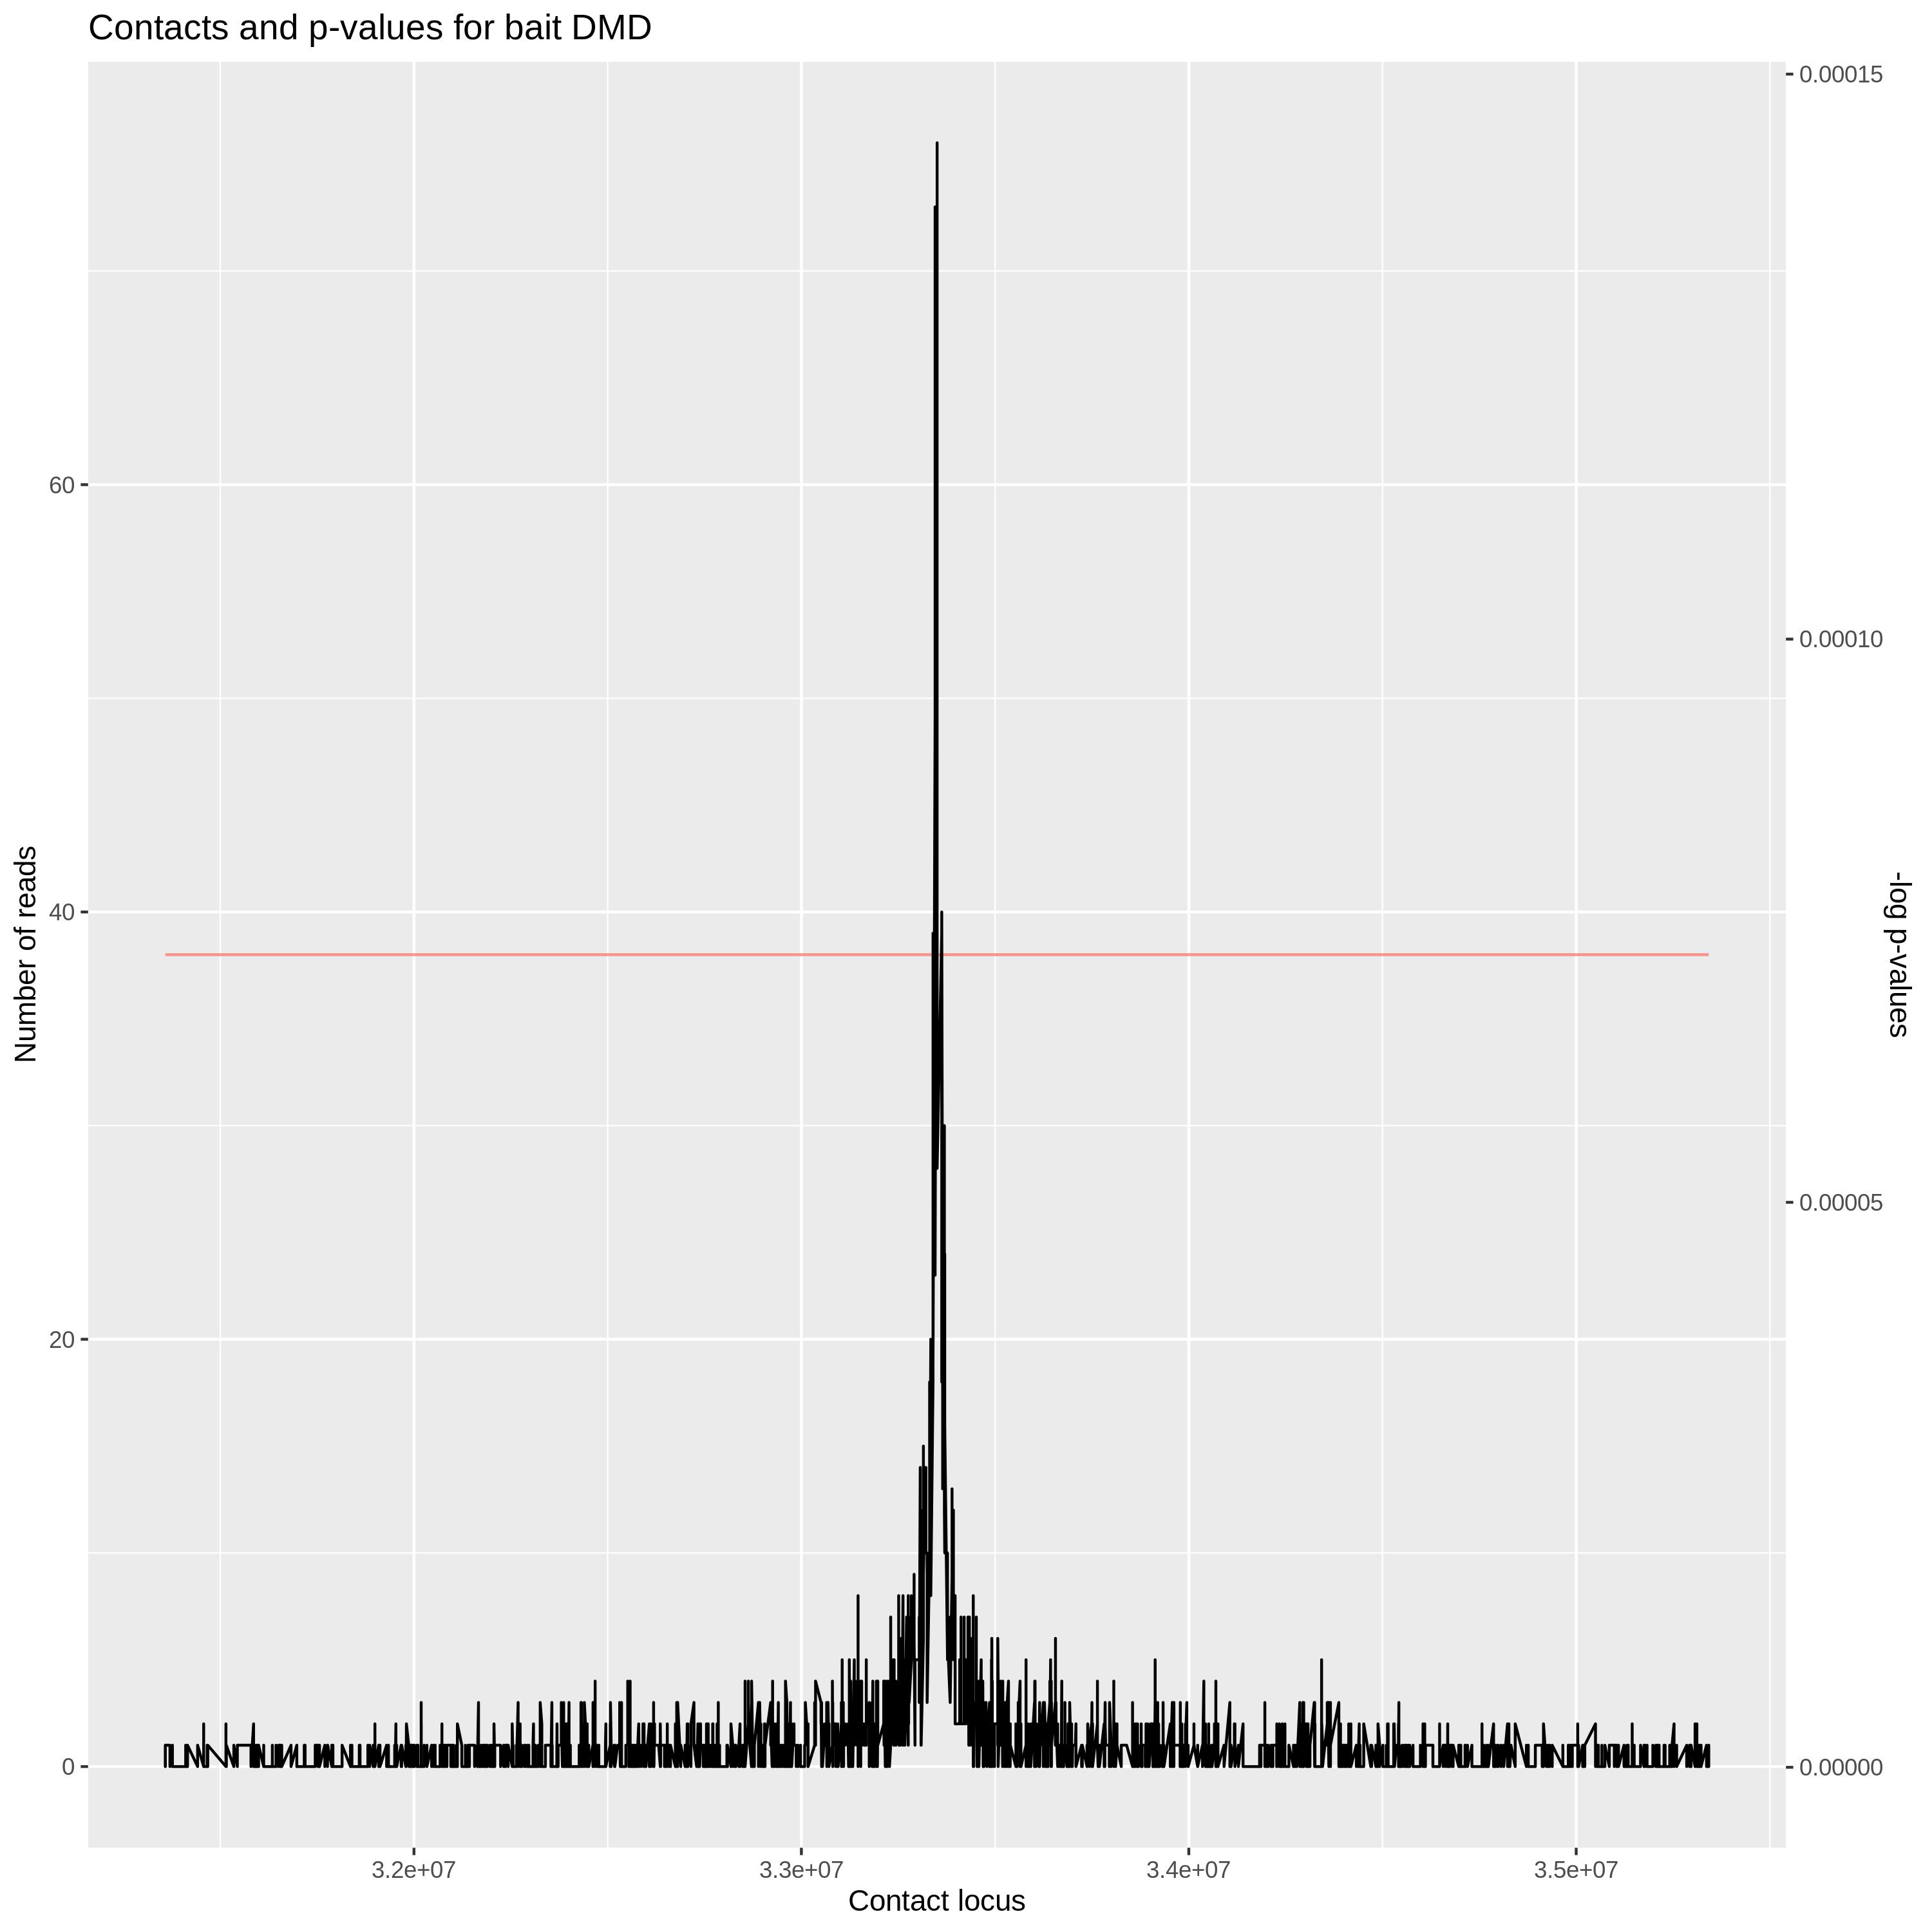 Contacts and p-values for bait DMD
0.00015
60
0.00010
Number of reads
-log p-values
40
0.00005
20
0
0.00000
3.2e+07
3.3e+07
3.4e+07
3.5e+07
Contact locus